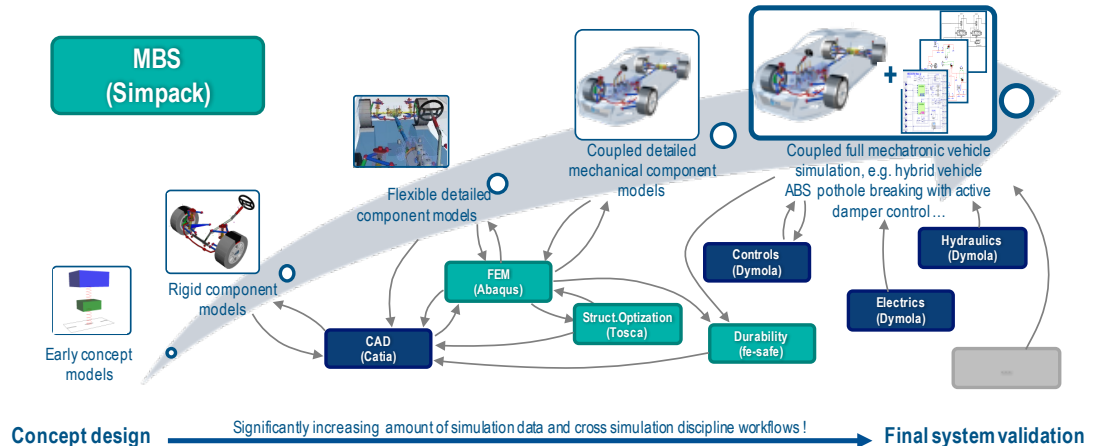 MBS
(Simpack)
Coupled detailed
mechanical component
models
Coupled full mechatronic vehicle
simulation, e.g. hybrid vehicle
ABS pothole breaking with active
damper control ...
Flexible detailed
component models
Rigid component
models
Early concept
models
Controls
(Dymola)
Hydraulics
(Dymola)
Electrics
(Dymola)
FEM
(Abaqus)
Struct.Optization
(Tosca)
Durability
(fe-safe)
CAD
(Catia)
+
....
Concept design
Significantly increasing amount of simulation data and cross simulation discipline workflows !
Final system validation